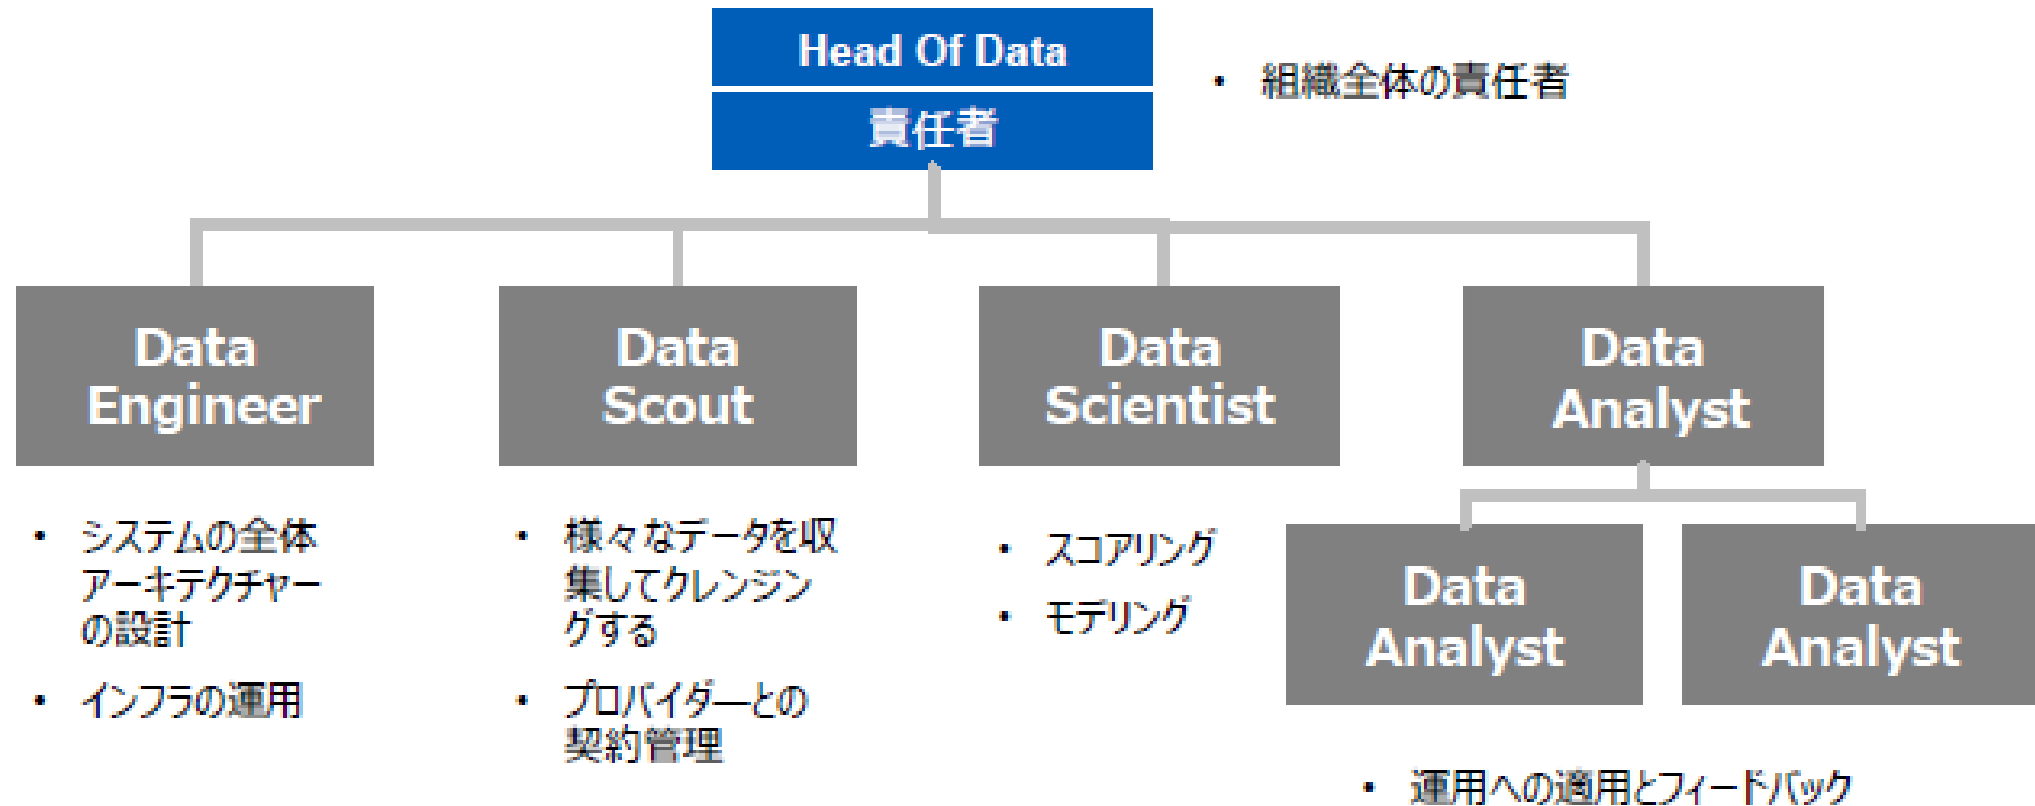 Head Of Data
責任者
・ 組織全体の責任者
Data
Engineer
・ システムの全体
アーキテクチャー
の設計
・ インフラの運用
Data
Scout
・ 様々なデータを収
集してクレンジン
グする
・ プロバイダーとの
契約管理
Data
Scientist
・ スコアリング
・ モデリング
Data
Analyst
Data
Analyst
Data
Analyst
・ 運用への適用とフィードバック